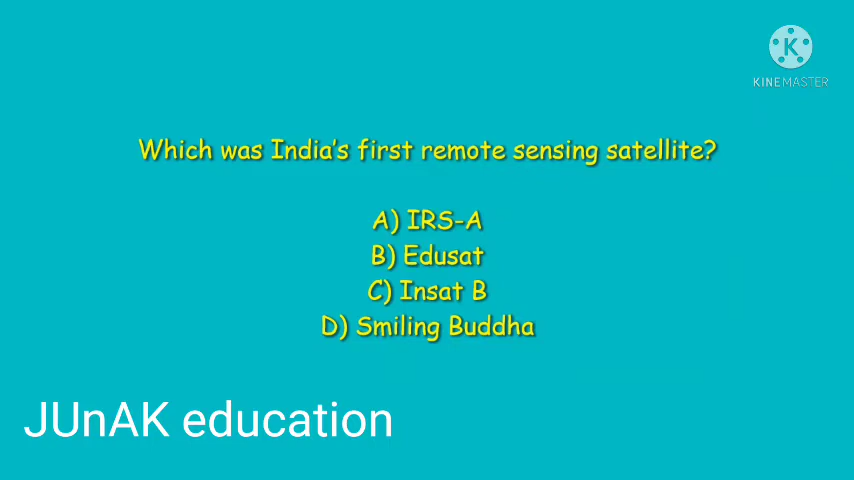 KINEMASTER
Which was India's first remote sensing satellite?
A) IRS-A
B) Edusat
C) Insat B
D) Smiling Buddha
JUnAK education